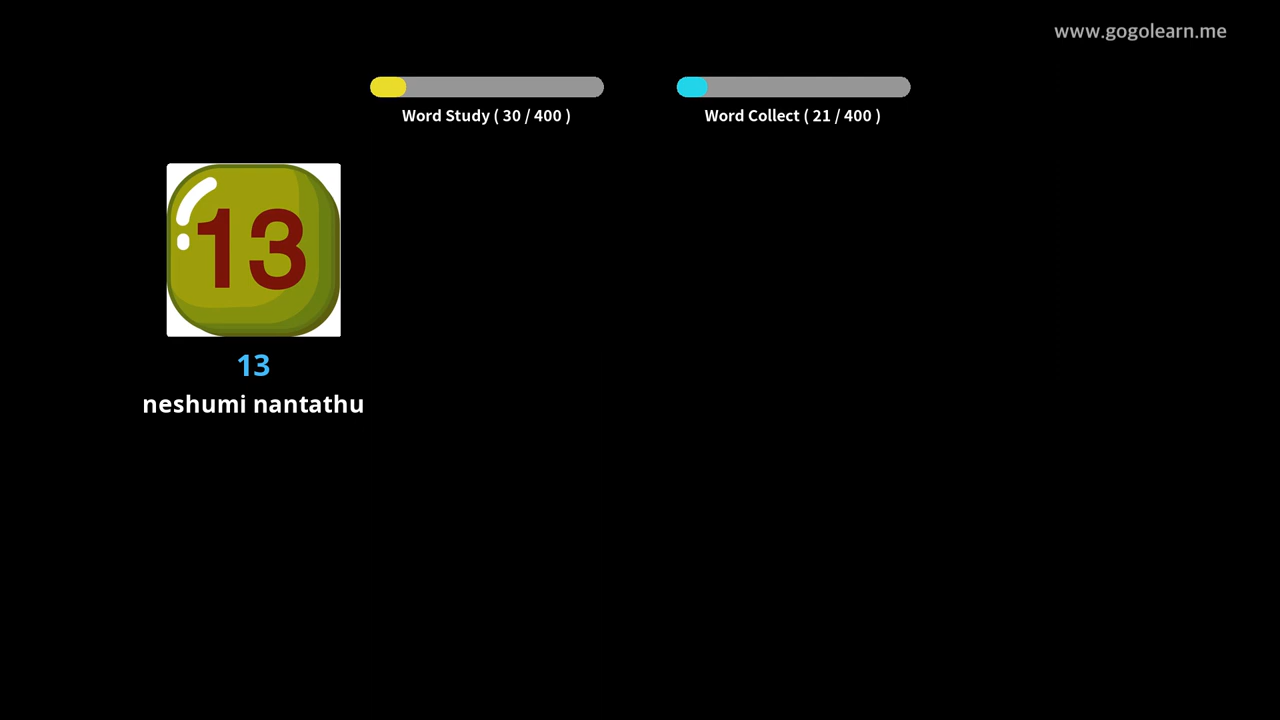 www.gogolearn.me
Word Study ( 30 / 400 )
Word Collect ( 21 / 400 )
13
13
neshumi nantathu